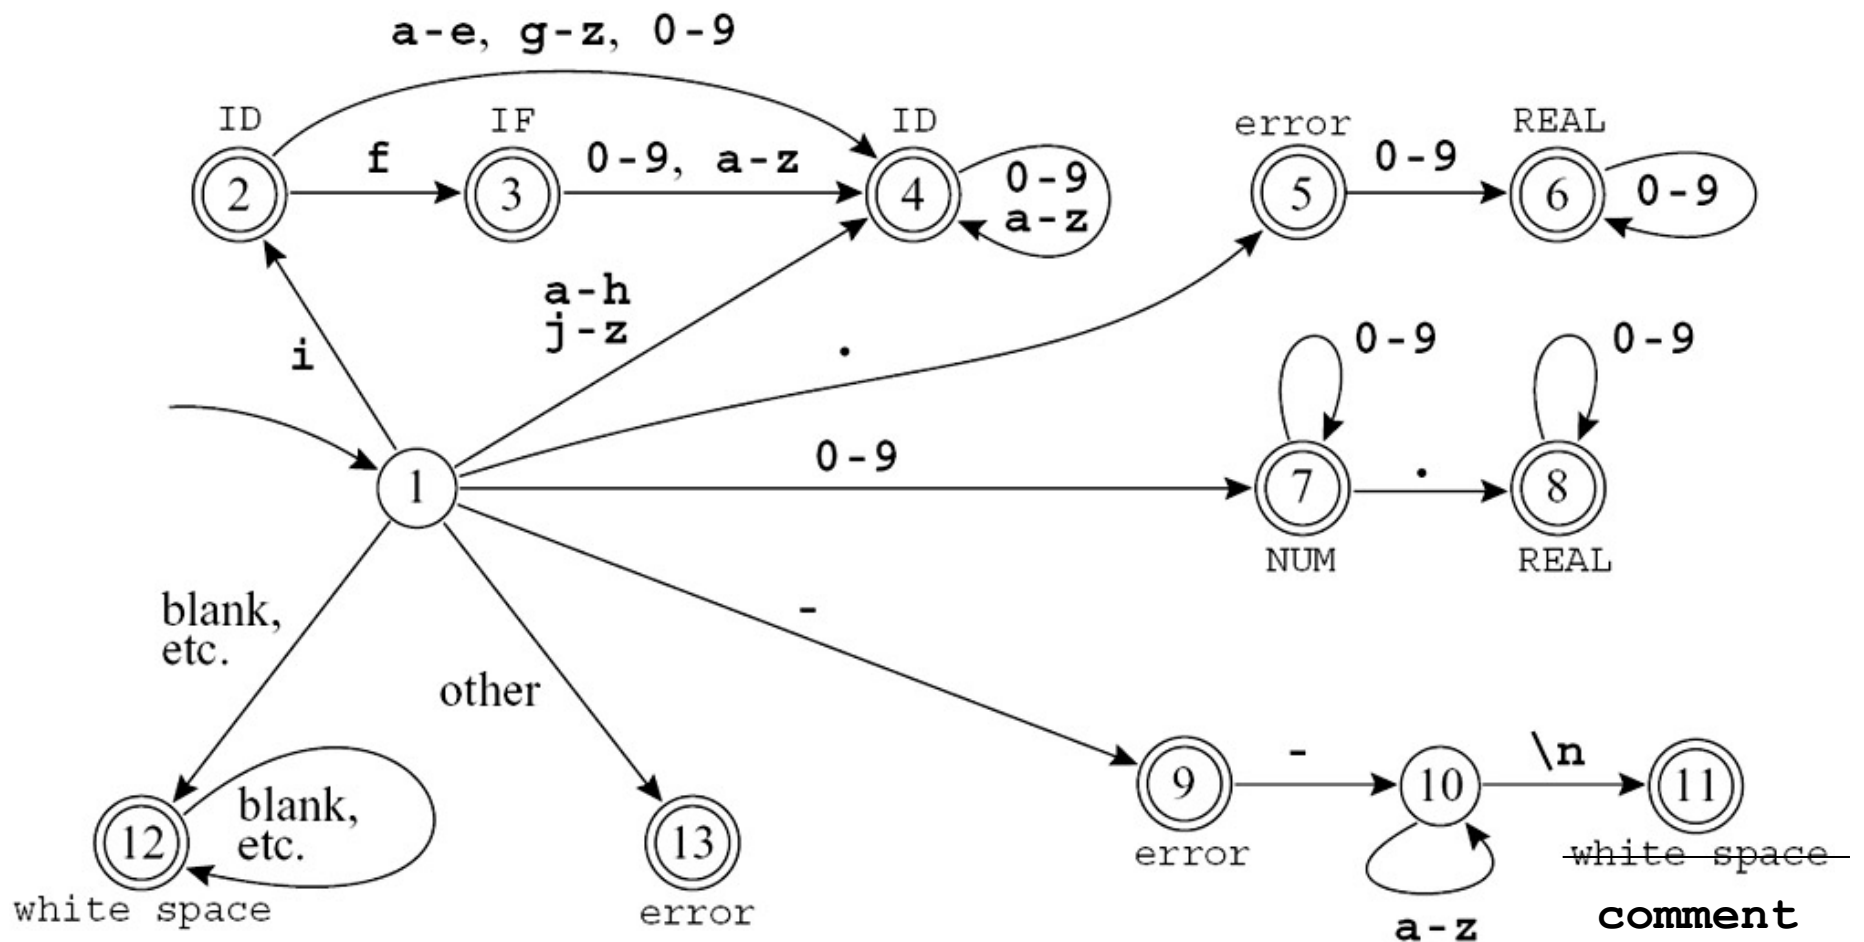 a-e, g-z, 0-9
ID
IF
ID
error
REAL
2
f
3
0-9, a-z
4
0-9
a-z
5
0-9
6
0-9
i
a-h
j-z
.
0-9
0-9
1
0-9
7
.
8
NUM
REAL
blank,
etc.
other
-
12
blank,
etc.
white space
13
error
9
error
-
10
a-z
\n
11
white space
comment